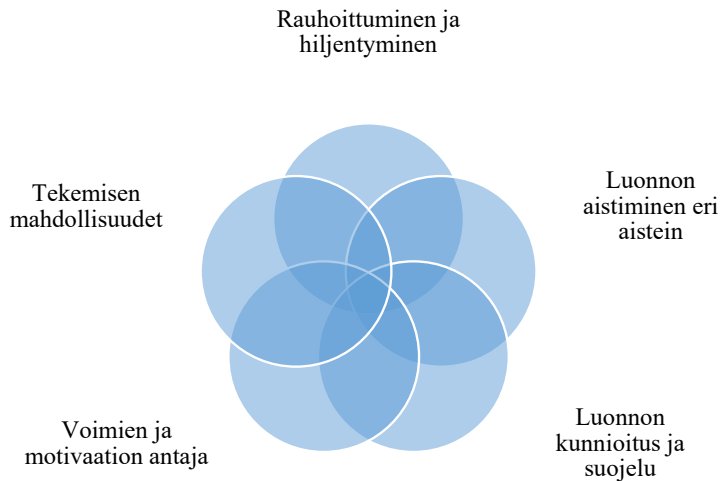 Rauhoittuminen ja
hiljentyminen
Luonnon
aistiminen eri
aistein
Luonnon
kunnioitus ja
suojelu
Voimien ja
motivaation antaja
Tekemisen
mahdollisuudet